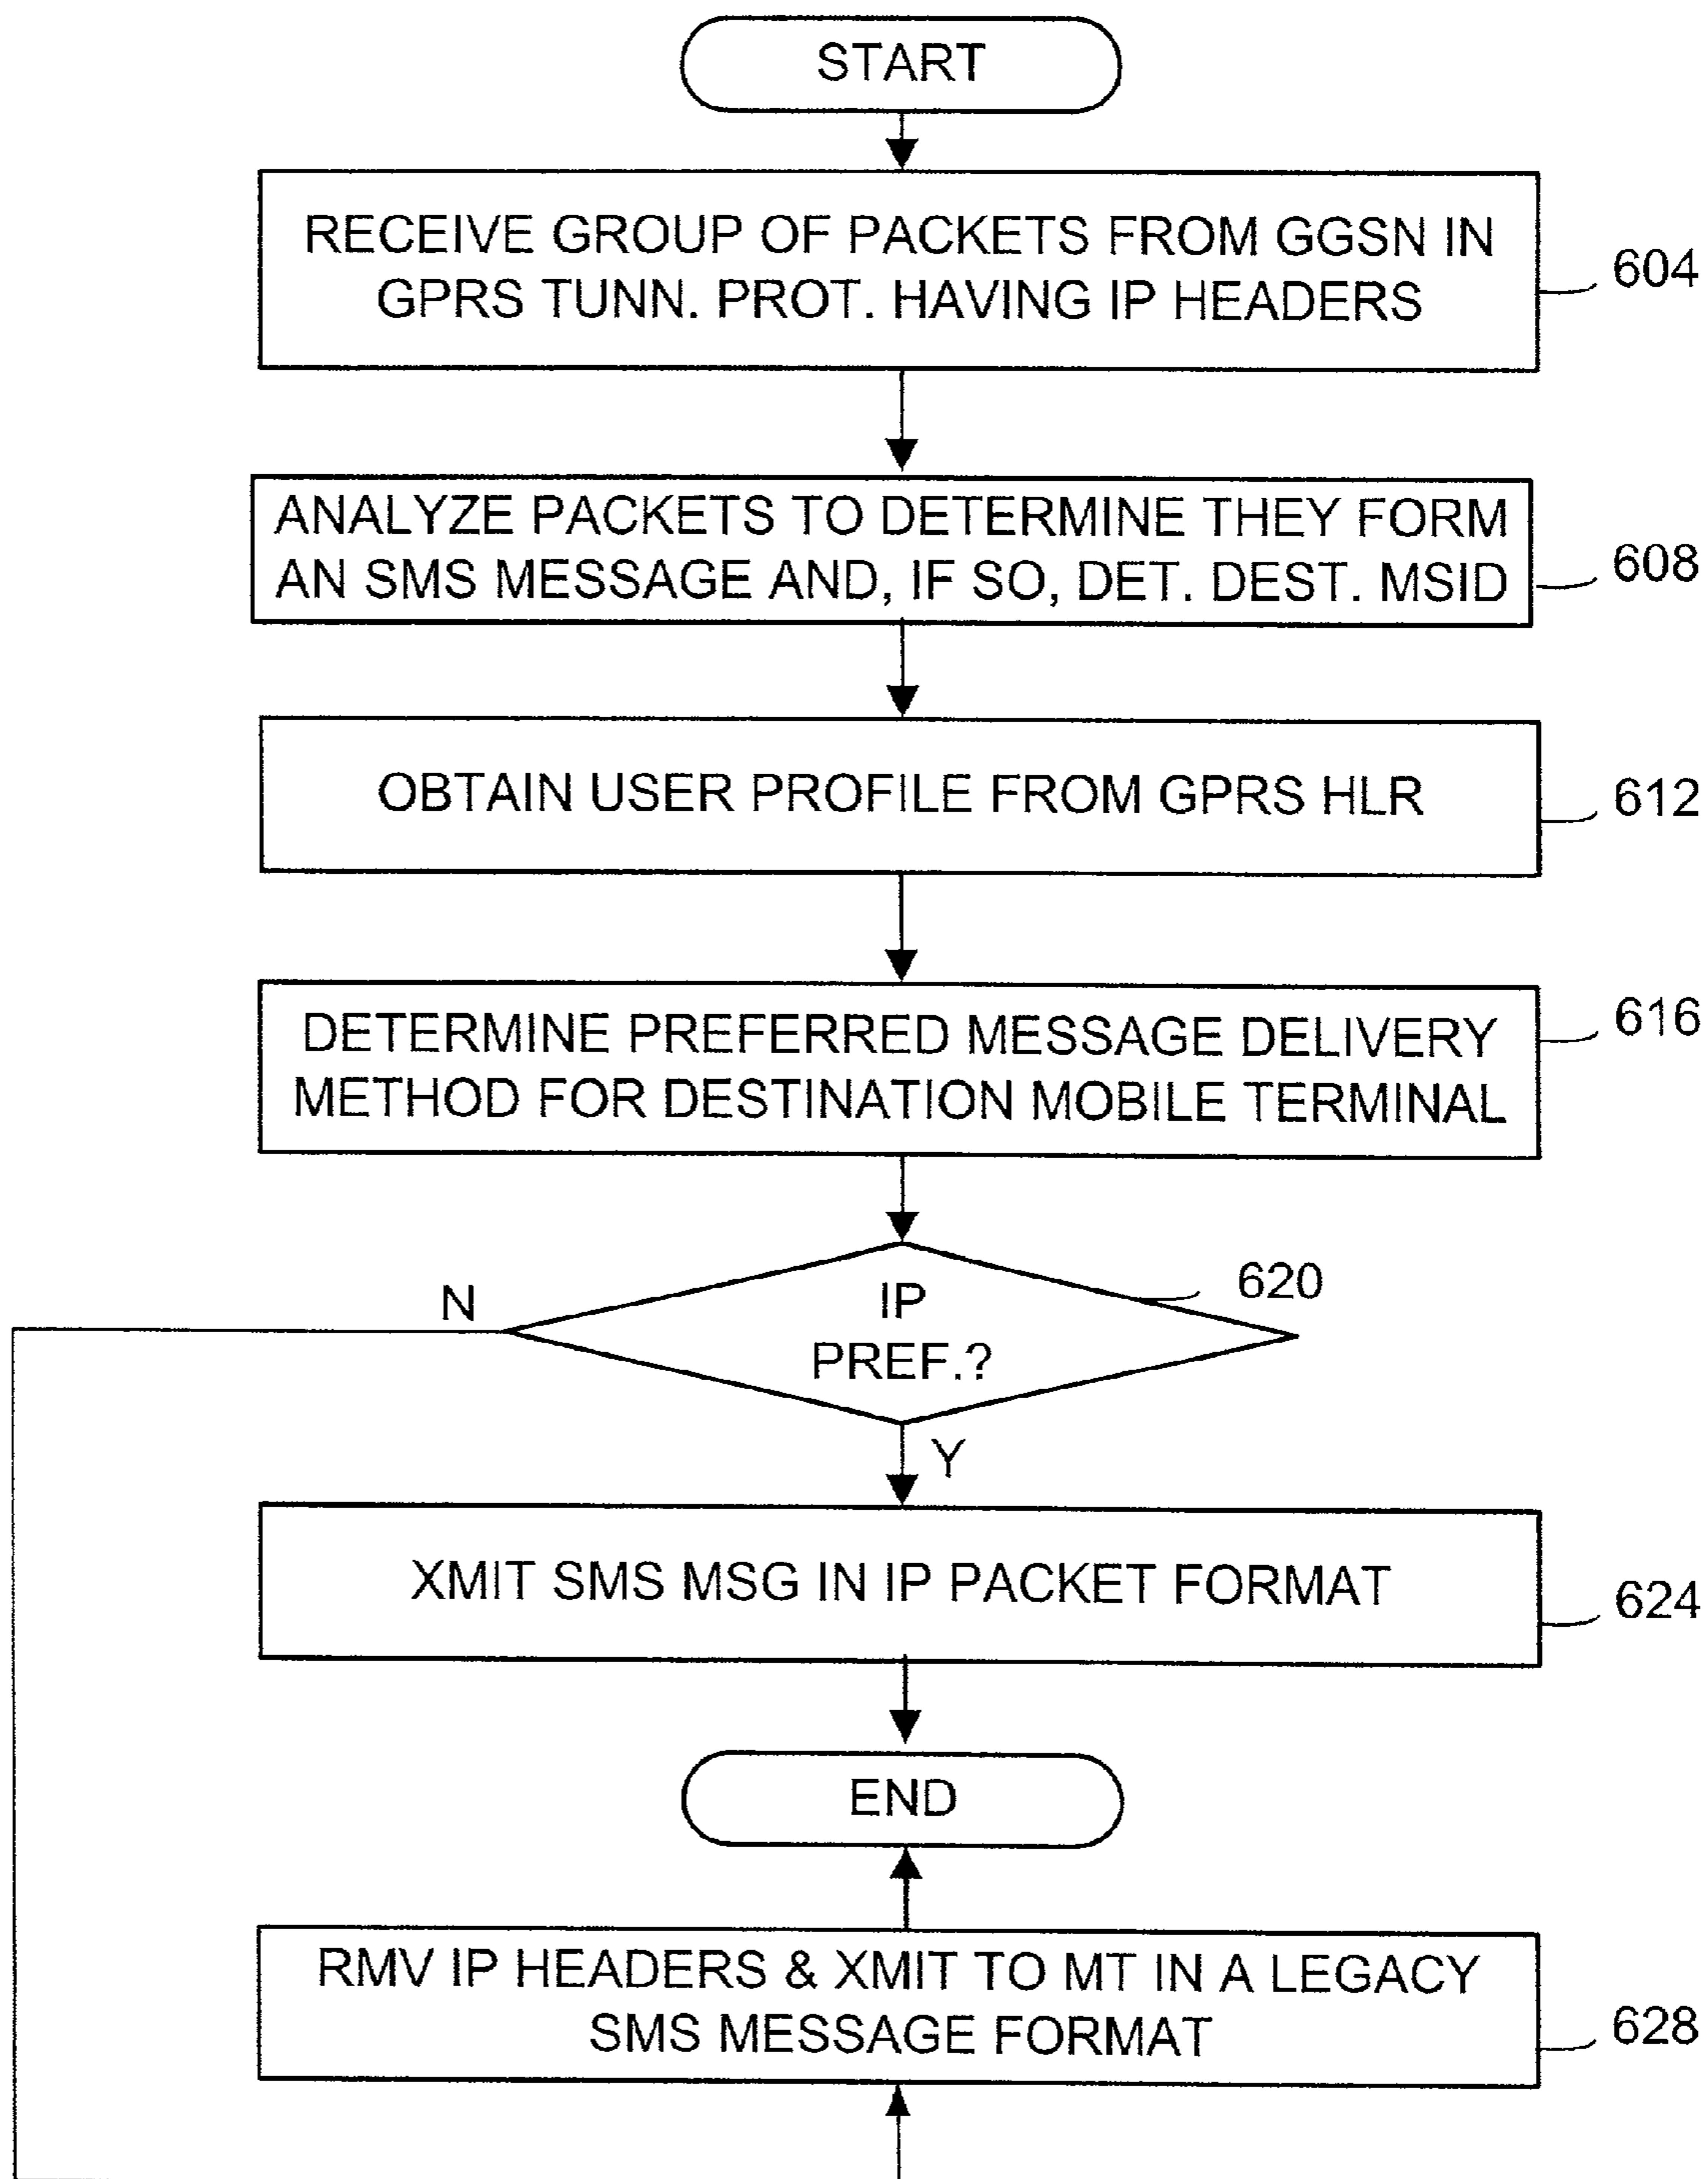 START
RECEIVE GROUP OF PACKETS FROM GGSN IN
GPRS TUNN. PROT. HAVING IP HEADERS
604
ANALYZE PACKETS TO DETERMINE THEY FORM
AN SMS MESSAGE AND, IF SO, DET. DEST. MSID
608
OBTAIN USER PROFILE FROM GPRS HLR
612
DETERMINE PREFERRED MESSAGE DELIVERY
METHOD FOR DESTINATION MOBILE TERMINAL
616
N
IP
PREF.?
620
Y
XMIT SMS MSG IN IP PACKET FORMAT
624
END
RMV IP HEADERS & XMIT TO MT IN A LEGACY
SMS MESSAGE FORMAT
628